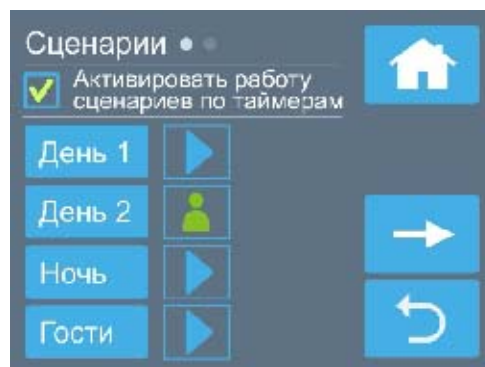 Сценарии
Активировать работу
сценариев по таймерам
День 1
День 2
Ночь
Гости